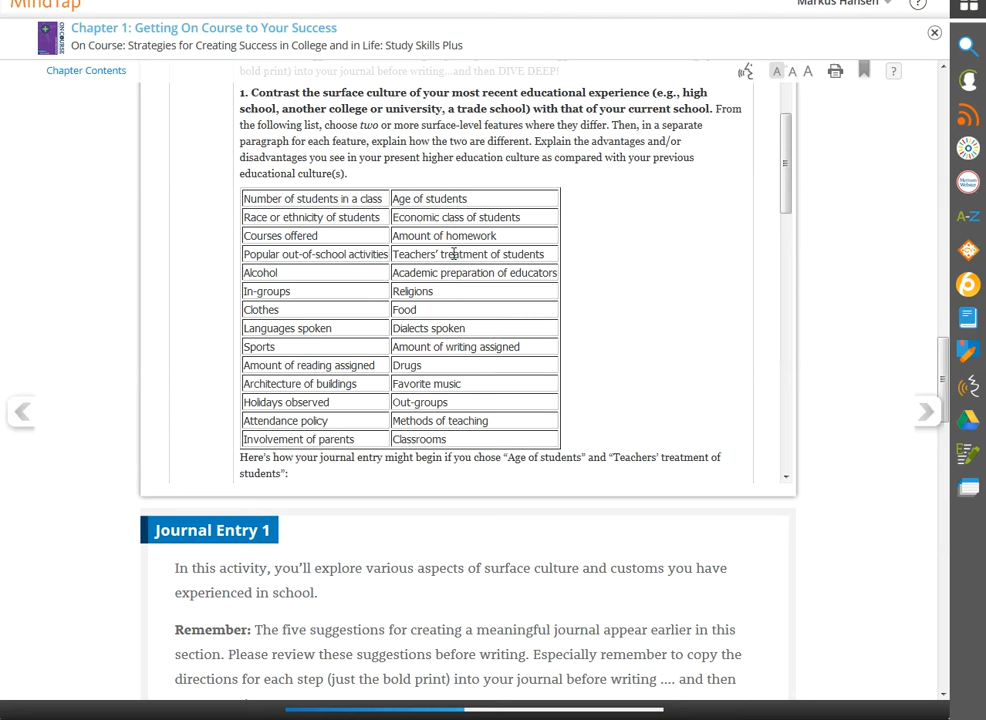 MindTap
Markus Hansen
?
Chapter 1: Getting On Course to Your Success
On Course: Strategies for Creating Success in College and in Life: Study Skills Plus
Chapter Contents
bold print) into your journal before writing...and then DIVE DEEP!
A A A
?
1. Contrast the surface culture of your most recent educational experience (e.g., high
school, another college or university, a trade school) with that of your current school. From
the following list, choose two or more surface-level features where they differ. Then, in a separate
paragraph for each feature, explain how the two are different. Explain the advantages and/or
disadvantages you see in your present higher education culture as compared with your previous
educational culture(s).
Number of students in a class Age of students
Race or ethnicity of students Economic class of students
Courses offered Amount of homework
Popular out-of-school activities Teachers' treatment of students
Alcohol Academic preparation of educators
In-groups Religions
Clothes Food
Languages spoken Dialects spoken
Sports Amount of writing assigned
Amount of reading assigned Drugs
Architecture of buildings Favorite music
Holidays observed Out-groups
Attendance policy Methods of teaching
Involvement of parents Classrooms
Here's how your journal entry might begin if you chose “Age of students” and “Teachers' treatment of
students”:
Journal Entry 1
In this activity, you'll explore various aspects of surface culture and customs you have
experienced in school.
Remember: The five suggestions for creating a meaningful journal appear earlier in this
section. Please review these suggestions before writing. Especially remember to copy the
directions for each step (just the bold print) into your journal before writing .... and then
A-Z